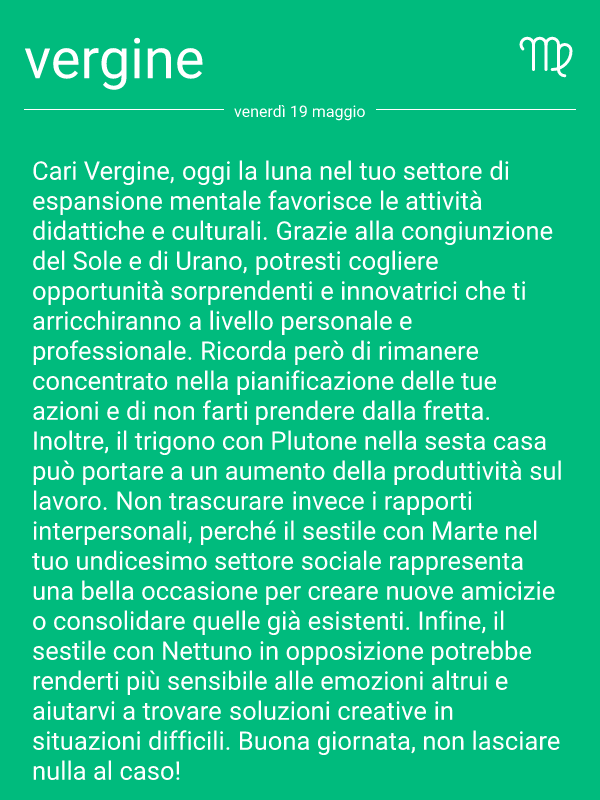 vergine
venerdì 19 maggio
Cari Vergine, oggi la luna nel tuo settore di
espansione mentale favorisce le attività
didattiche e culturali. Grazie alla congiunzione
del Sole e di Urano, potresti cogliere
opportunità sorprendenti e innovatrici che ti
arricchiranno a livello personale e
professionale. Ricorda però di rimanere
concentrato nella pianificazione delle tue
azioni e di non farti prendere dalla fretta.
Inoltre, il trigono con Plutone nella sesta casa
può portare a un aumento della produttività sul
lavoro. Non trascurare invece i rapporti
interpersonali, perché il sestile con Marte nel
tuo undicesimo settore sociale rappresenta
una bella occasione per creare nuove amicizie
o consolidare quelle già esistenti. Infine, il
sestile con Nettuno in opposizione potrebbe
renderti più sensibile alle emozioni altrui e
aiutarvi a trovare soluzioni creative in
situazioni difficili. Buona giornata, non lasciare
nulla al caso!